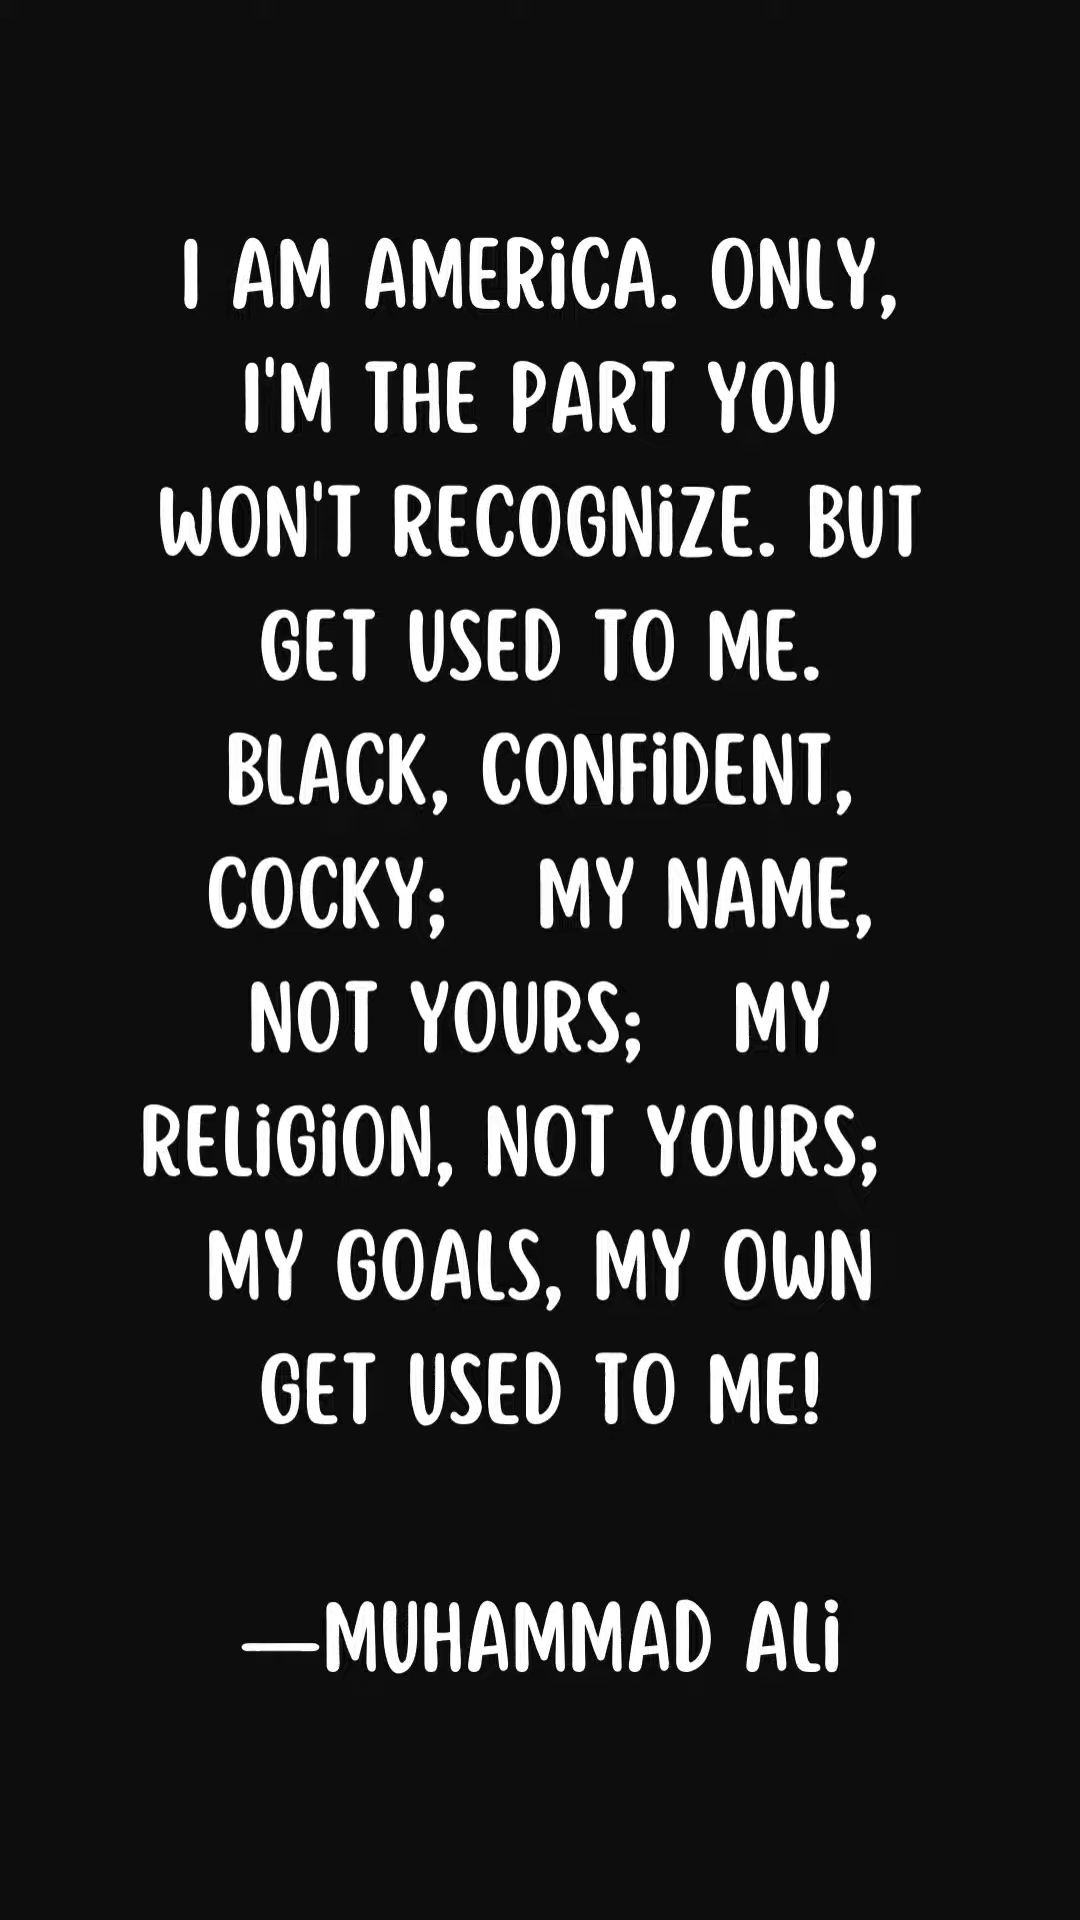 I AM AMERICA. ONLY,
I'M THE PART YOU
WON'T RECOGNIZE. BUT
GET USED TO ME.
BLACK, CONFIDENT,
COCKY; MY NAME,
NOT YOURS; MY
RELIGION, NOT YOURS;
MY GOALS, MY OWN
GET USED TO ME!
—MUHAMMAD ALI